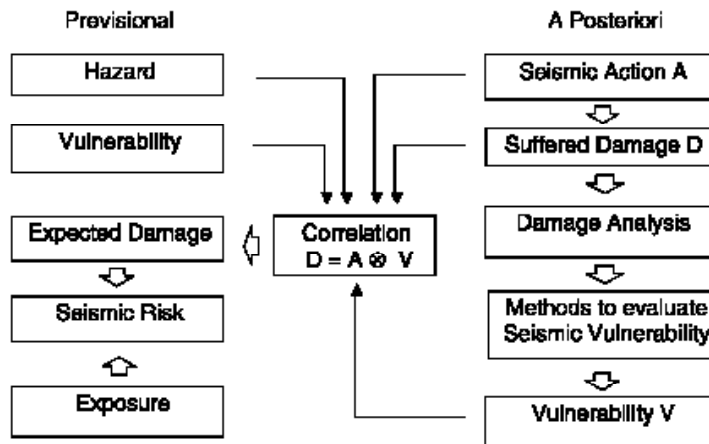 Previsional
Hazard
Vulnerability
Expected Damage
Seismic Risk
Exposure
Correlation
D = A ⊗ V
A Posteriori
Seismic Action A
Suffered Damage D
Damage Analysis
Methods to evaluate
Seismic Vulnerability
Vulnerability V